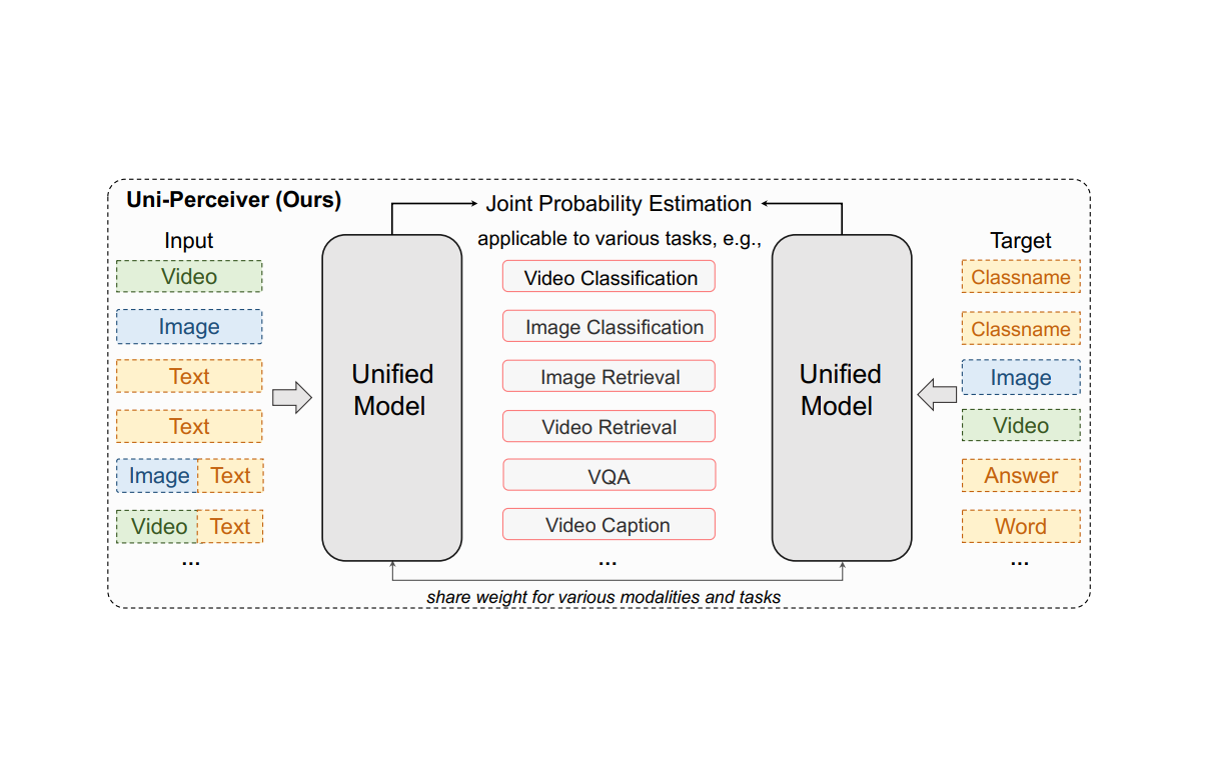 Uni-Perceiver (Ours)
Joint Probability Estimation
applicable to various tasks, e.g.,
Input
Video
Image
Text
Text
Image Text
Video Text
...
Unified
Model
Video Classification
Image Classification
Image Retrieval
Video Retrieval
VQA
Video Caption
...
Unified
Model
Target
Classname
Classname
Image
Video
Answer
Word
...
share weight for various modalities and tasks